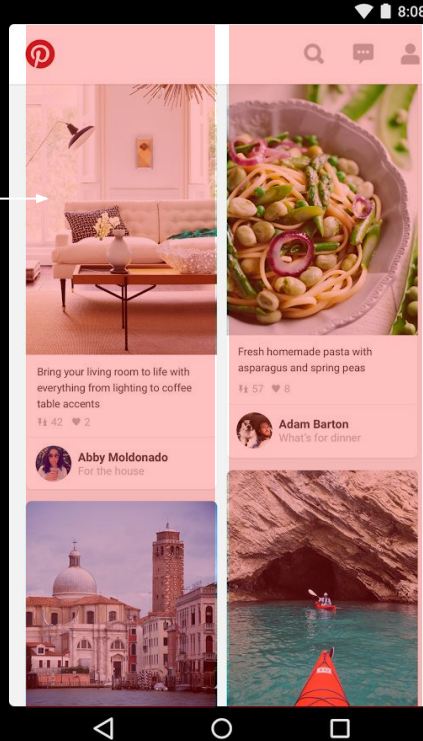 8:08
Bring your living room to life with
everything from lighting to coffee
table accents
42 2
Abby Moldonado
For the house
Fresh homemade pasta with
asparagus and spring peas
57 8
Adam Barton
What's for dinner